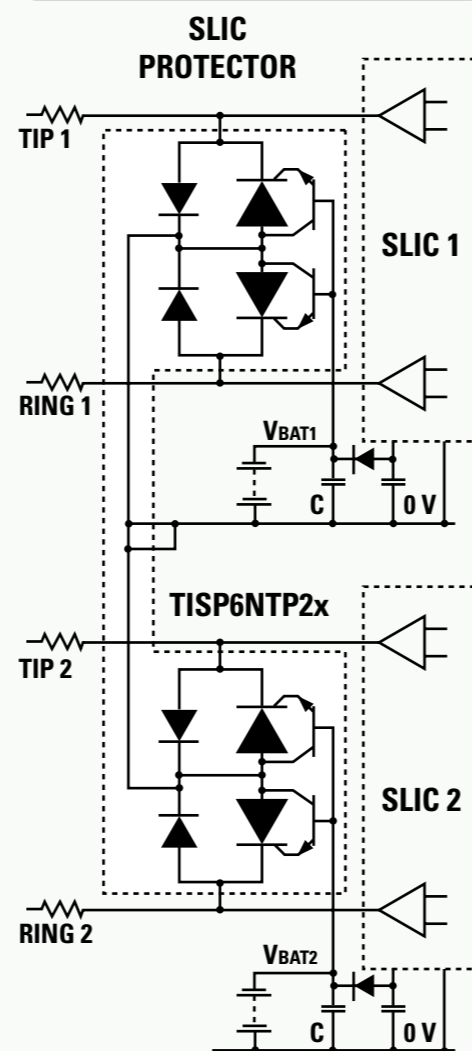 SLIC
PROTECTOR
TIP 1
SLIC 1
RING 1
VBAT1
C
0 V
TISP6NTP2x
TIP 2
SLIC 2
RING 2
VBAT2
C
0 V